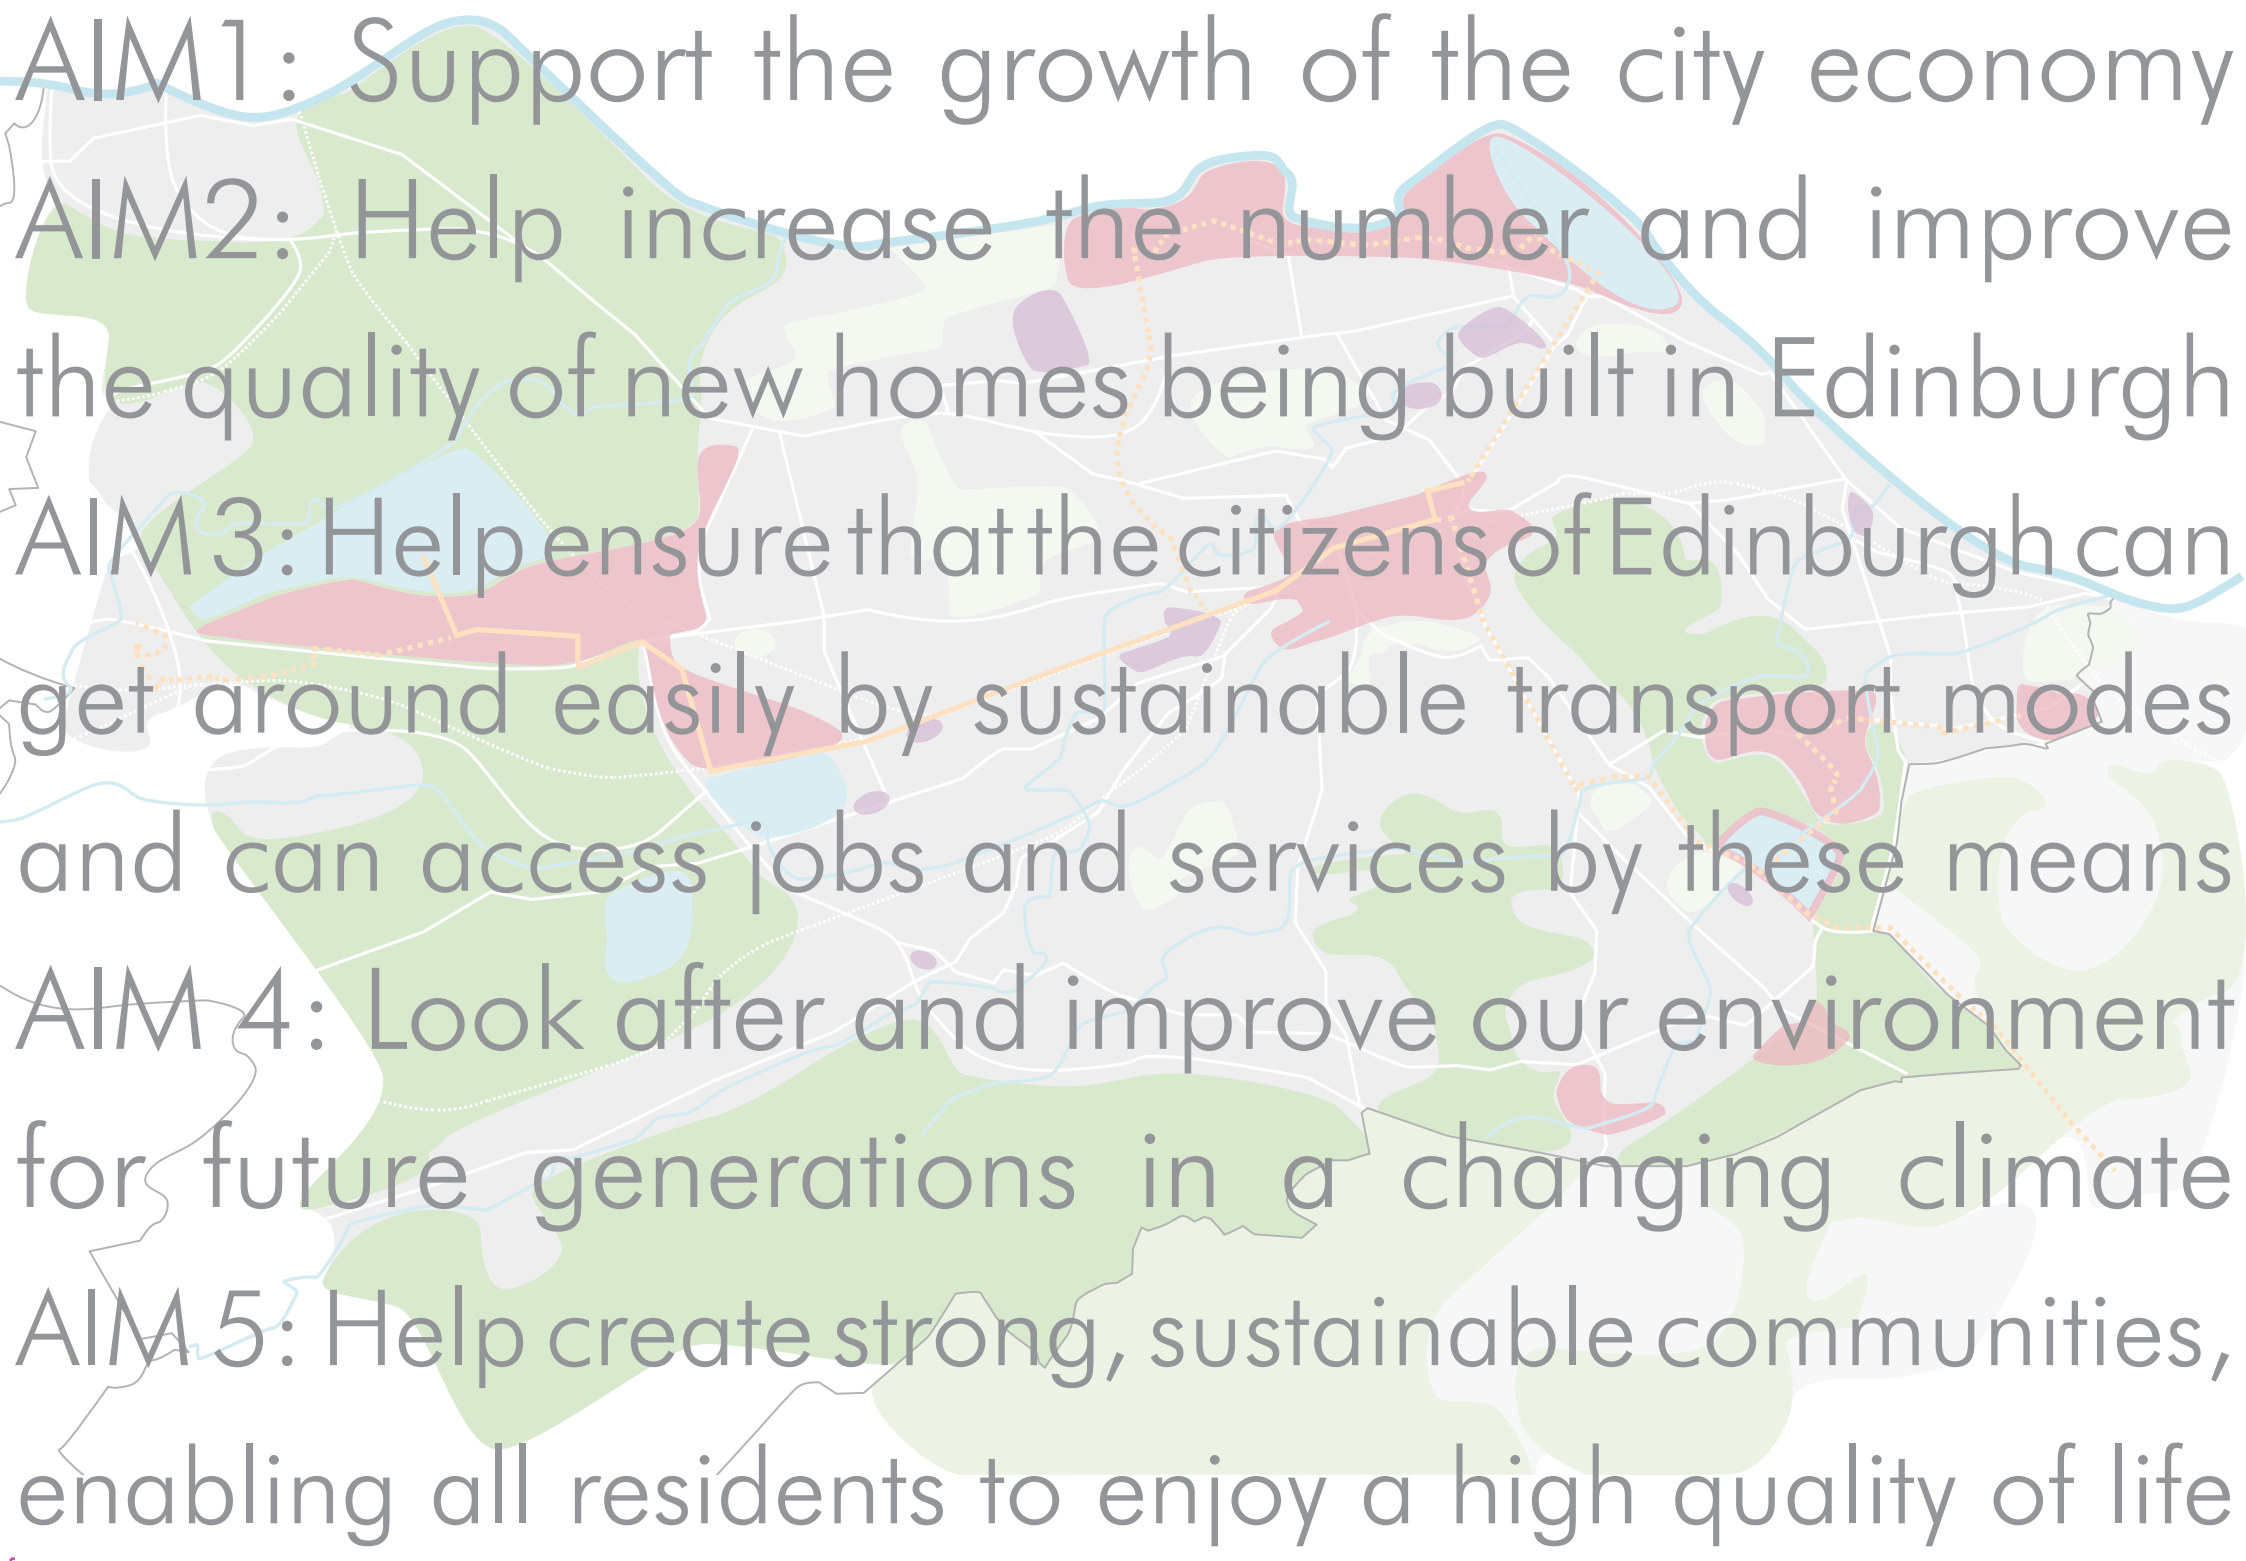 AIM1: Support the growth of the city economy
AIM2: Help increase the number and improve
the quality of new homes being built in Edinburgh
AIM 3: Help ensure that the citizens of Edinburgh can
get around easily by sustainable transport modes
and can access jobs and services by these means
AIM 4: Look after and improve our environment
for future generations in a changing climate
AIM 5: Help create strong, sustainable communities,
enabling all residents to enjoy a high quality of life